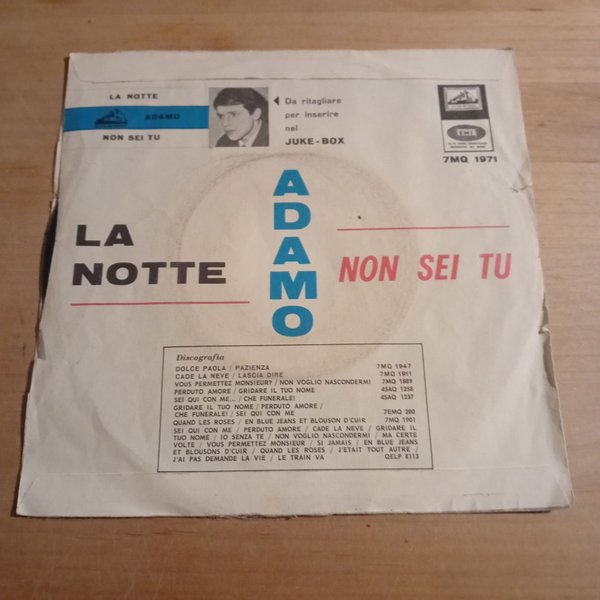 LA NOTTE
ADAMO
NON SEI TU
Da ritagliare
per inserire
nel
JUKE-BOX
EMI
7MQ 1971
ADAMO
LA
NOTTE
NON SEI TU
Discografia
DOLCE PAOLA / PAZIENZA 7MQ 1947
CADE LA NEVE / LASCIA DIRE 7MQ 1911
VOUS PERMETTEZ MONSIEUR? / NON VOGLIO NASCONDERMI 7MQ 1889
PERDUTO AMORE / GRIDARE IL TUO NOME 45AQ 1258
SEI QUI CON ME... / CHE FUNERALE! 45AQ 1237
GRIDARE IL TUO NOME / PERDUTO AMORE /
CHE FUNERALE! / SEI QUI CON ME 7EMQ 280
QUAND LES ROSES / EN BLUE JEANS ET BLOUSON D'CUIR 7MQ 1901
SEI QUI CON ME / PERDUTO AMORE / CADE LA NEVE / GRIDARE IL
TUO NOME / IO SENZA TE / NON VOGLIO NASCONDERMI / MA CERTE
VOLTE / VOUS PERMETTEZ MONSIEUR / SI JAMAIS / EN BLUE JEANS
ET BLOUSONS D'CUIR / QUAND LES ROSES / J'ETAIT TOUT AUTRE /
J'AI PAS DEMANDE LA VIE / LE TRAIN VA QELP 8113